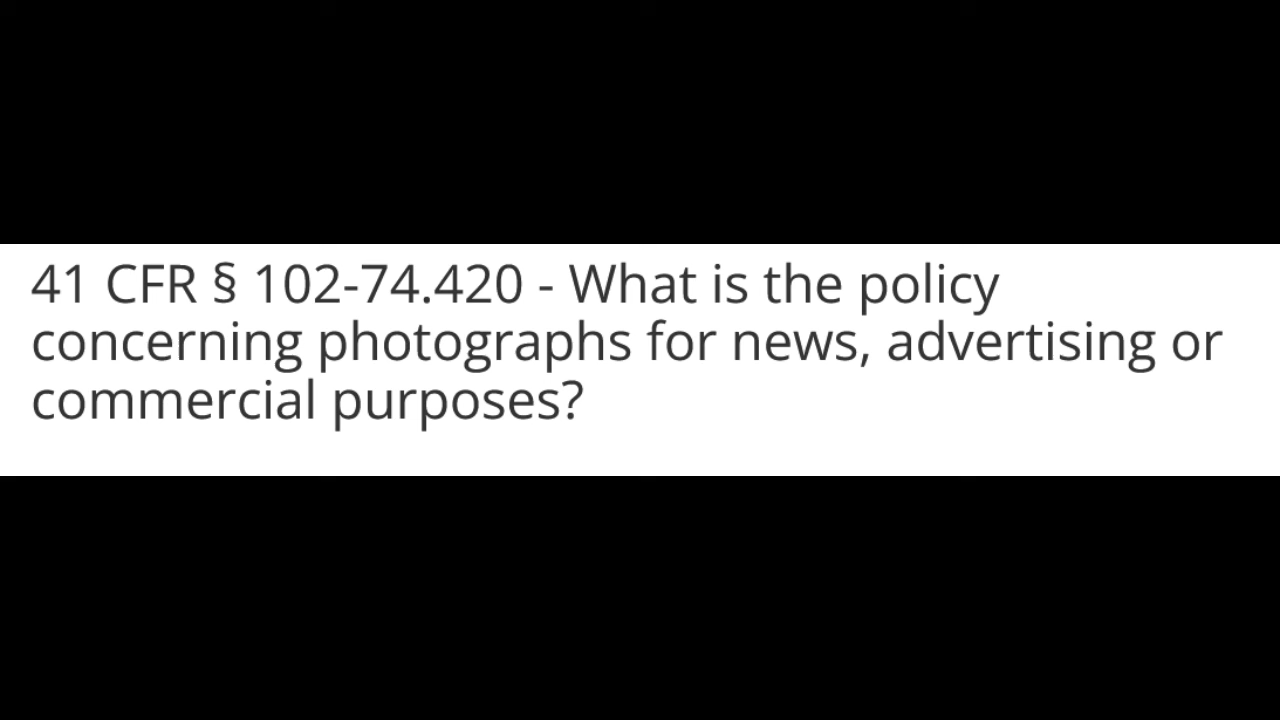 41 CFR § 102-74.420 - What is the policy
concerning photographs for news, advertising or
commercial purposes?